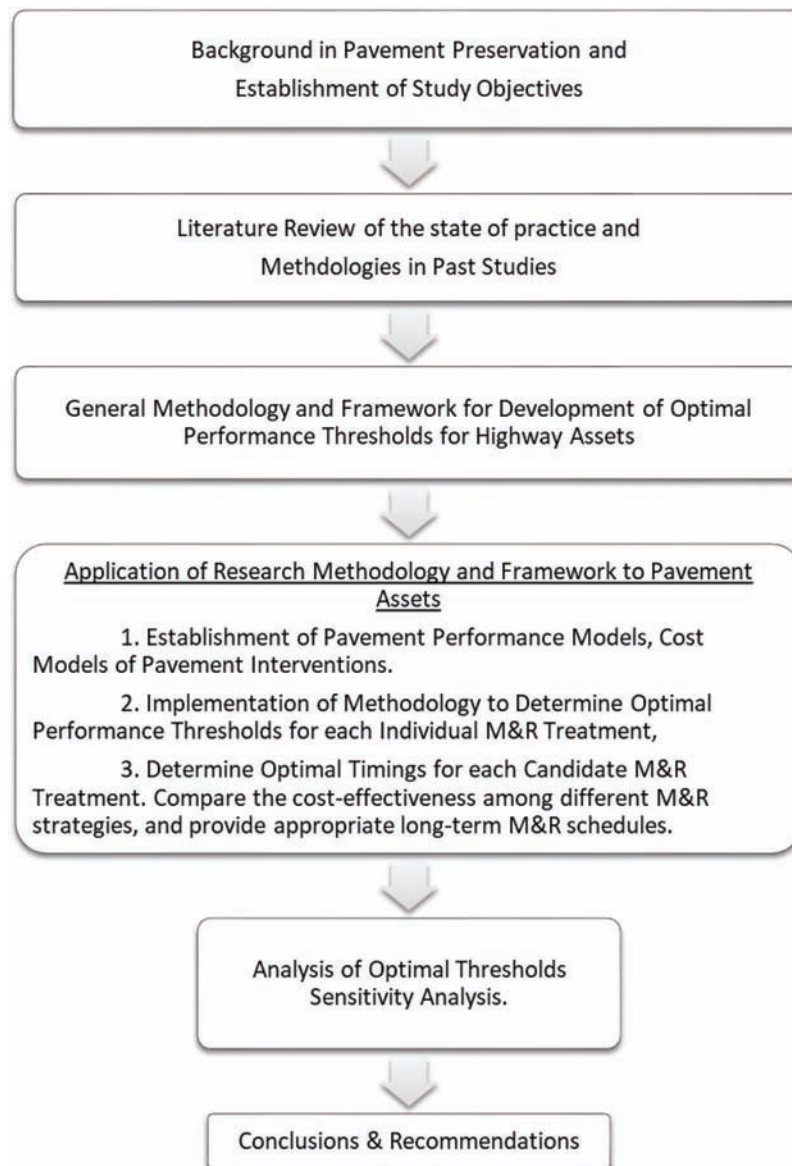 Background in Pavement Preservation and
Establishment of Study Objectives
Literature Review of the state of practice and
Methdologies in Past Studies
General Methodology and Framework for Development of Optimal
Performance Thresholds for Highway Assets
Application of Research Methodology and Framework to Pavement
Assets
1. Establishment of Pavement Performance Models, Cost
Models of Pavement Interventions.
2. Implementation of Methodology to Determine Optimal
Performance Thresholds for each Individual M&R Treatment,
3. Determine Optimal Timings for each Candidate M&R
Treatment. Compare the cost-effectiveness among different M&R
strategies, and provide appropriate long-term M&R schedules.
Analysis of Optimal Thresholds
Sensitivity Analysis.
Conclusions & Recommendations